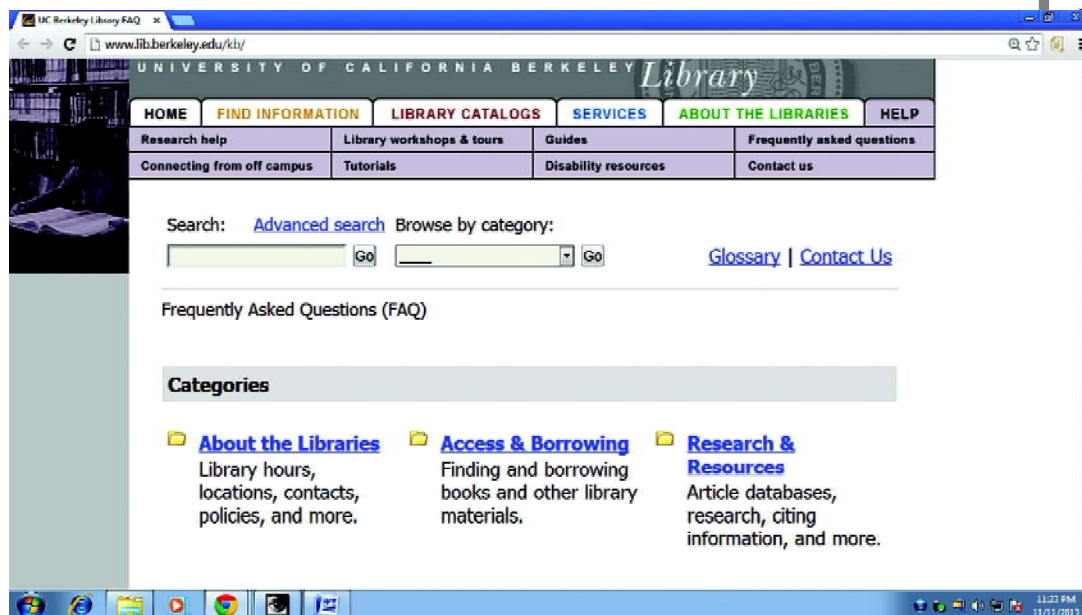 UC Berkeley Library FAQ
www.lib.berkeley.edu/kb/
UNIVERSITY OF CALIFORNIA BERKELEY Library
HOME FIND INFORMATION LIBRARY CATALOGS SERVICES ABOUT THE LIBRARIES HELP
Research help Library workshops & tours Guides Frequently asked questions
Connecting from off campus Tutorials Disability resources Contact us
Search: Advanced search Browse by category:
Go Go Glossary | Contact Us
Frequently Asked Questions (FAQ)
Categories
About the Libraries
Library hours,
locations, contacts,
policies, and more.
Access & Borrowing
Finding and borrowing
books and other library
materials.
Research &
Resources
Article databases,
research, citing
information, and more.
11:23 PM